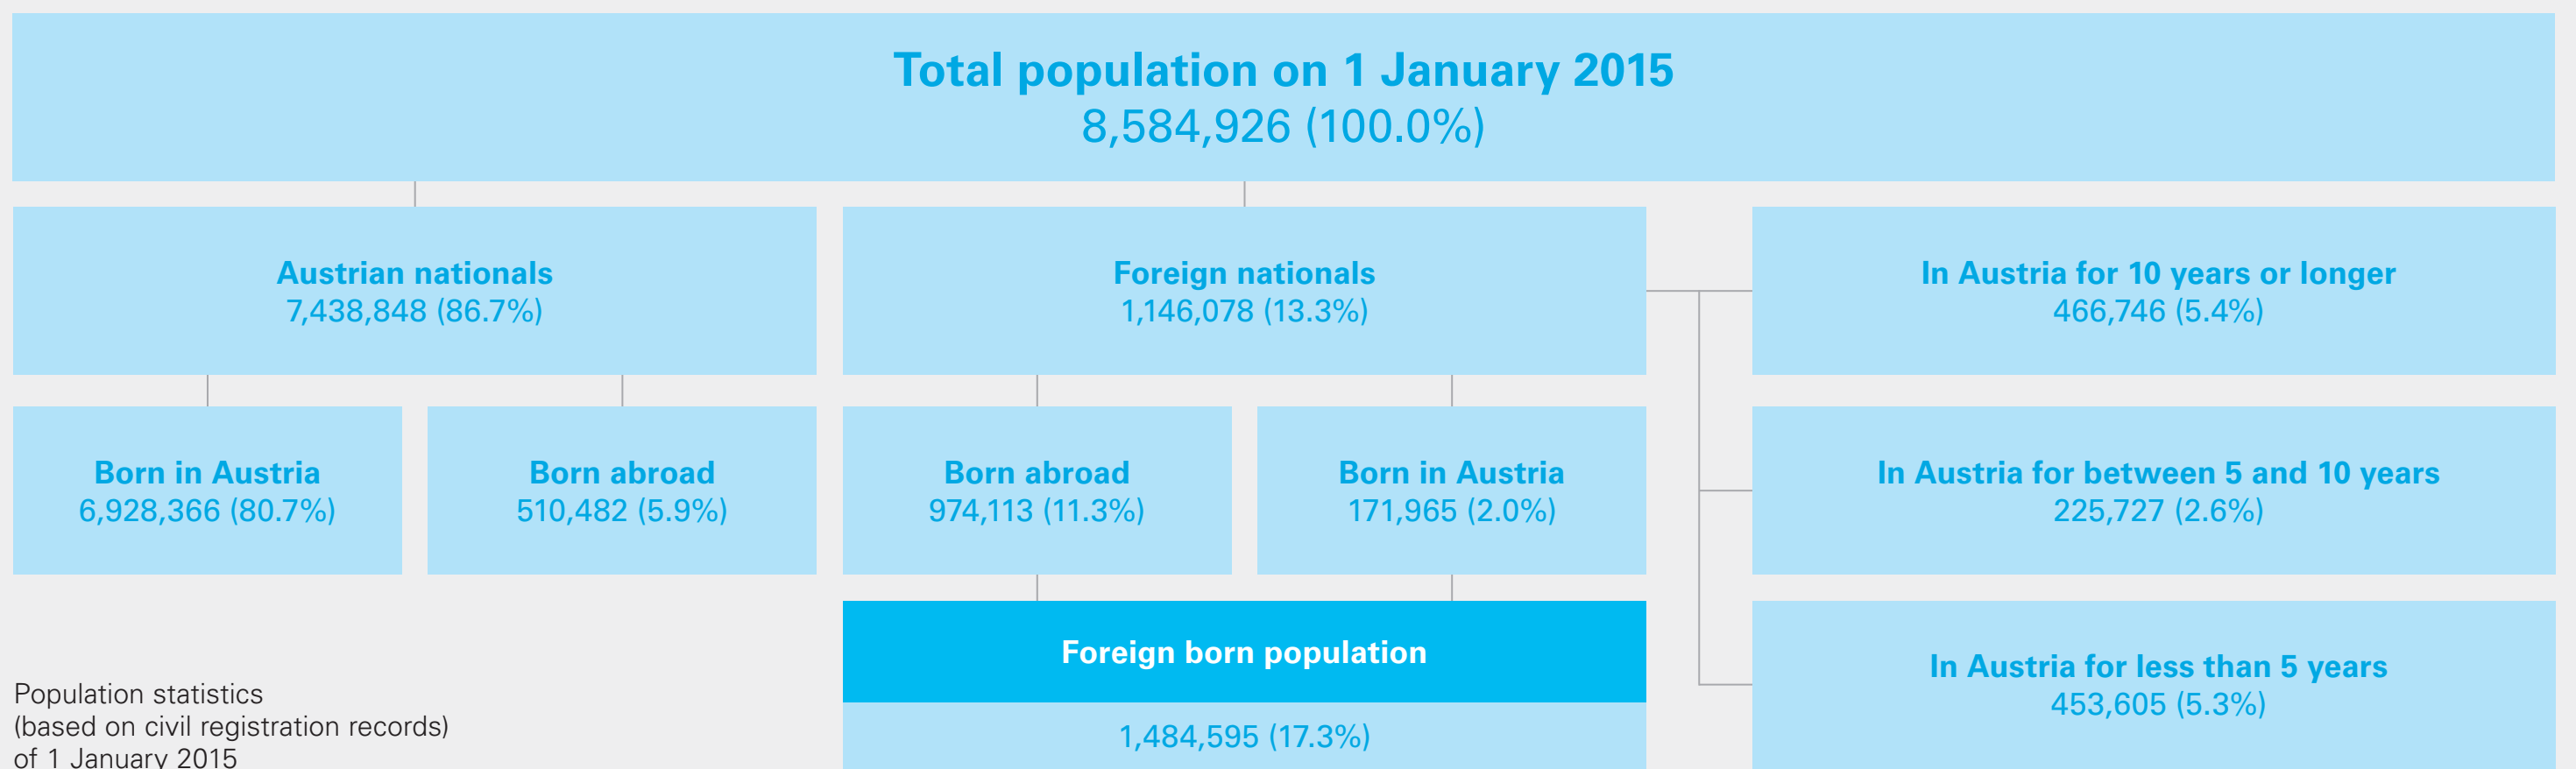 Total population on 1 January 2015
8,584,926 (100.0%)
Austrian nationals
7,438,848 (86.7%)
Foreign nationals
1,146,078 (13.3%)
In Austria for 10 years or longer
466,746 (5.4%)
Born in Austria
6,928,366 (80.7%)
Born abroad
510,482 (5.9%)
Born abroad
974,113 (11.3%)
Born in Austria
171,965 (2.0%)
In Austria for between 5 and 10 years
225,727 (2.6%)
Foreign born population
1,484,595 (17.3%)
In Austria for less than 5 years
453,605 (5.3%)
Population statistics
(based on civil registration records)
of 1 January 2015